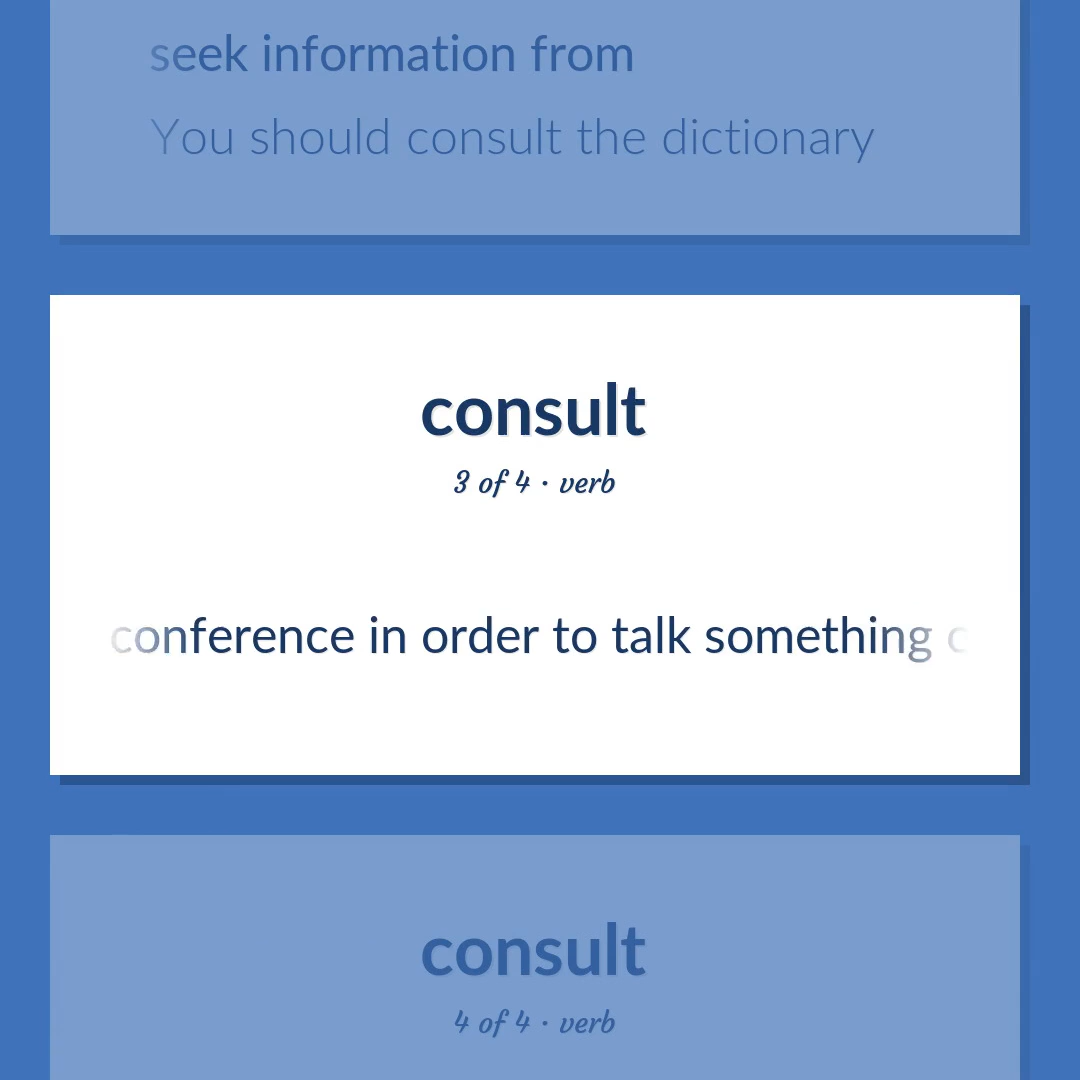 seek information from
You should consult the dictionary
consult
3 of 4 · verb
conference in order to talk something
consult
4 of 4 · verb